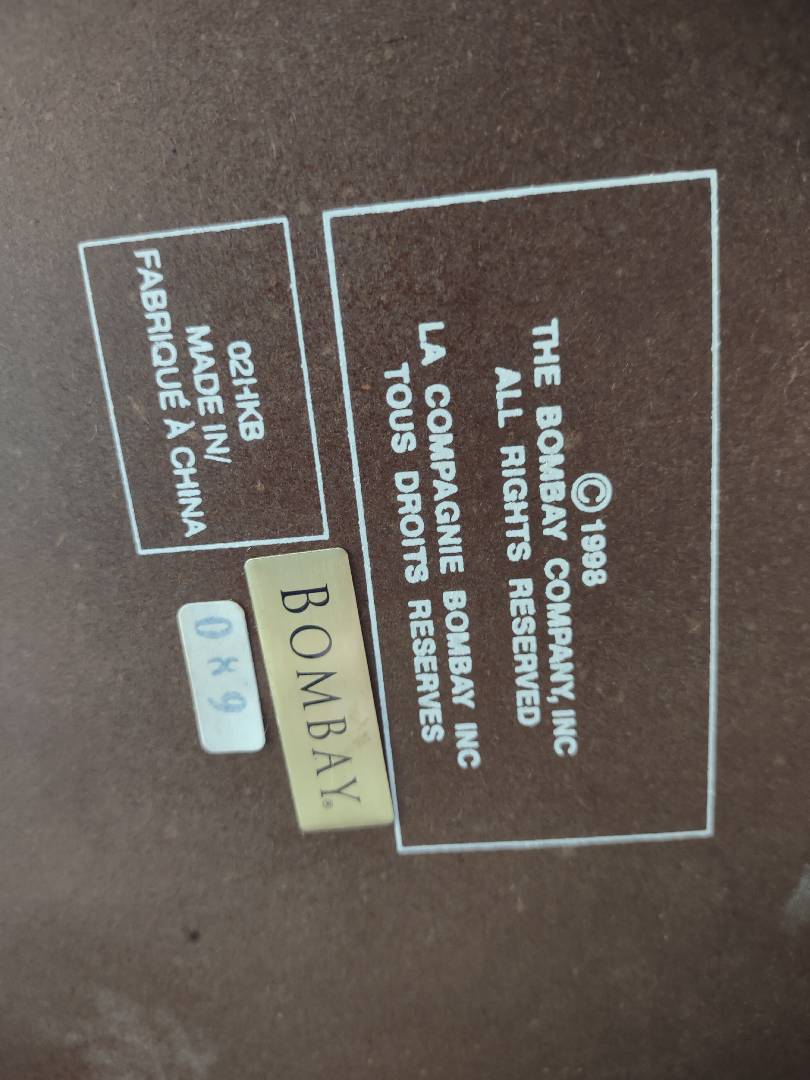 © 1998
THE BOMBAY COMPANY, INC
ALL RIGHTS RESERVED
LA COMPAGNIE BOMBAY INC
TOUS DROITS RESERVES
02HKB
MADE IN/
FABRIQUÉ À CHINA
BOMBAY®
0X9